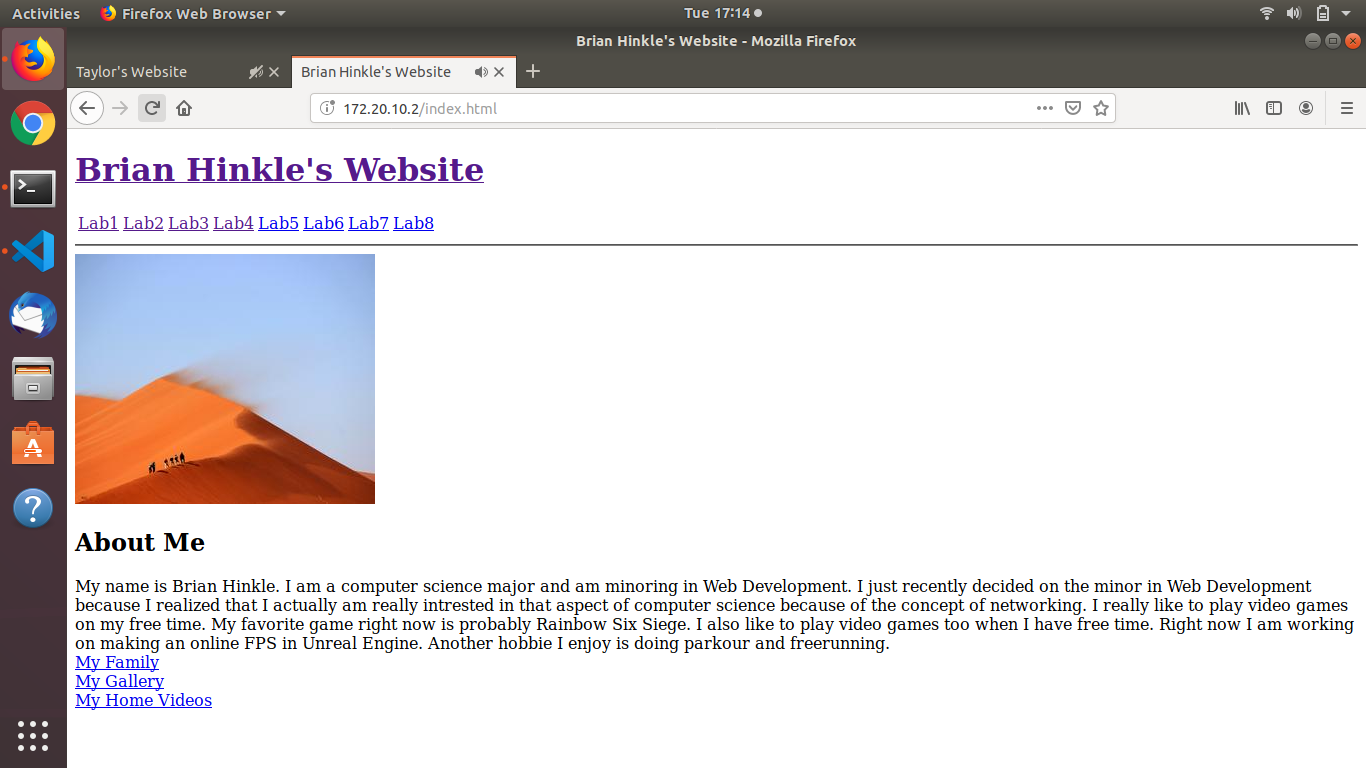 Activities Firefox Web Browser Tue 17:14
Brian Hinkle's Website - Mozilla Firefox
Taylor's Website Brian Hinkle's Website
172.20.10.2/index.html
Brian Hinkle's Website
Lab1 Lab2 Lab3 Lab4 Lab5 Lab6 Lab7 Lab8
About Me
My name is Brian Hinkle. I am a computer science major and am minoring in Web Development. I just recently decided on the minor in Web Development
because I realized that I actually am really intrested in that aspect of computer science because of the concept of networking. I really like to play video games
on my free time. My favorite game right now is probably Rainbow Six Siege. I also like to play video games too when I have free time. Right now I am working
on making an online FPS in Unreal Engine. Another hobbie I enjoy is doing parkour and freerunning.
My Family
My Gallery
My Home Videos